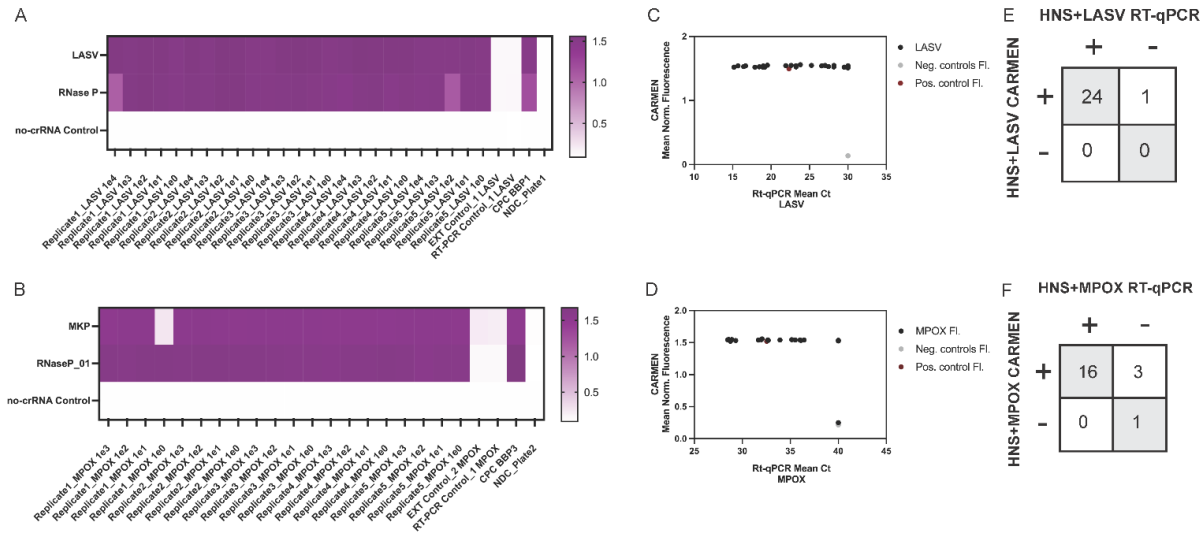 A
LASV
RNase P
no-crRNA Control
1.5
1.0
0.5
Replicate1_LASV 1e4
Replicate1_LASV 1e3
Replicate1_LASV 1e2
Replicate1_LASV 1e1
Replicate1_LASV 1e0
Replicate2_LASV 1e4
Replicate2_LASV 1e3
Replicate2_LASV 1e2
Replicate2_LASV 1e1
Replicate2_LASV 1e0
Replicate3_LASV 1e4
Replicate3_LASV 1e3
Replicate3_LASV 1e2
Replicate3_LASV 1e1
Replicate3_LASV 1e0
Replicate4_LASV 1e4
Replicate4_LASV 1e3
Replicate4_LASV 1e2
Replicate4_LASV 1e1
Replicate4_LASV 1e0
Replicate5_LASV 1e4
Replicate5_LASV 1e3
Replicate5_LASV 1e2
Replicate5_LASV 1e1
Replicate5_LASV 1e0
EXT Control_1 LASV
RT-PCR Control_1 LASV
CPC BBP1
NDC_Plate1
C
CARMEN
Mean Norm. Fluorescence
2
1
0
10
20
30
40
Rt-qPCR Mean Ct
LASV
LASV
Neg. controls Fl.
Pos. control Fl.
E
HNS+LASV RT-qPCR
+
-
HNS+LASV CARMEN
+
24
1
-
0
0
B
MKP
RNaseP_01
no-crRNA Control
1.5
1.0
0.5
Replicate1_MPOX 1e3
Replicate1_MPOX 1e2
Replicate1_MPOX 1e1
Replicate1_MPOX 1e0
Replicate2_MPOX 1e3
Replicate2_MPOX 1e2
Replicate2_MPOX 1e1
Replicate2_MPOX 1e0
Replicate3_MPOX 1e3
Replicate3_MPOX 1e2
Replicate3_MPOX 1e1
Replicate3_MPOX 1e0
Replicate4_MPOX 1e3
Replicate4_MPOX 1e2
Replicate4_MPOX 1e1
Replicate4_MPOX 1e0
Replicate5_MPOX 1e3
Replicate5_MPOX 1e2
Replicate5_MPOX 1e1
Replicate5_MPOX 1e0
EXT Control_2 MPOX
RT-PCR Control_1 MPOX
CPC BBP3
NDC_Plate2
D
CARMEN
Mean Norm. Fluorescence
2.0
1.5
1.0
0.5
0.0
25
30
35
40
45
Rt-qPCR Mean Ct
MPOX
MPOX Fl.
Neg. controls Fl.
Pos. control Fl.
F
HNS+MPOX RT-qPCR
+
-
HNS+MPOX CARMEN
+
16
3
-
0
1